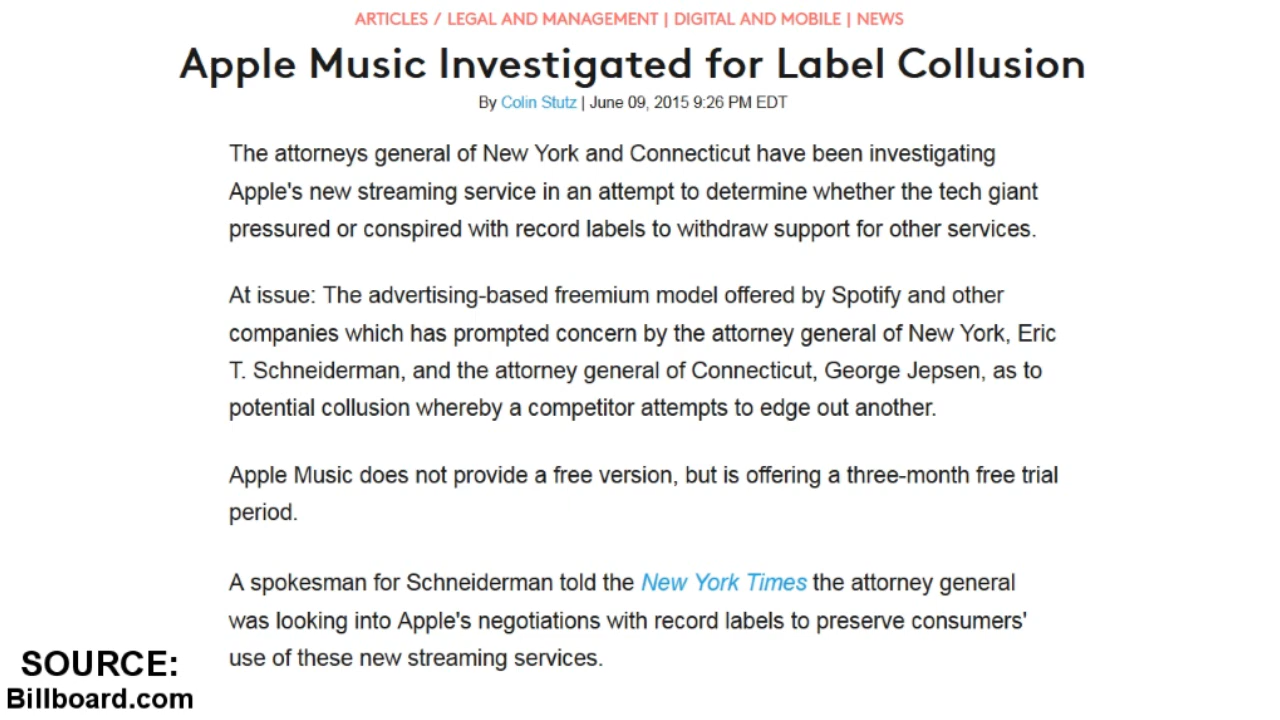 ARTICLES / LEGAL AND MANAGEMENT | DIGITAL AND MOBILE | NEWS
Apple Music Investigated for Label Collusion
By Colin Stutz | June 09, 2015 9:26 PM EDT
The attorneys general of New York and Connecticut have been investigating
Apple's new streaming service in an attempt to determine whether the tech giant
pressured or conspired with record labels to withdraw support for other services.
At issue: The advertising-based freemium model offered by Spotify and other
companies which has prompted concern by the attorney general of New York, Eric
T. Schneiderman, and the attorney general of Connecticut, George Jepsen, as to
potential collusion whereby a competitor attempts to edge out another.
Apple Music does not provide a free version, but is offering a three-month free trial
period.
A spokesman for Schneiderman told the New York Times the attorney general
was looking into Apple's negotiations with record labels to preserve consumers'
use of these new streaming services.
SOURCE:
Billboard.com